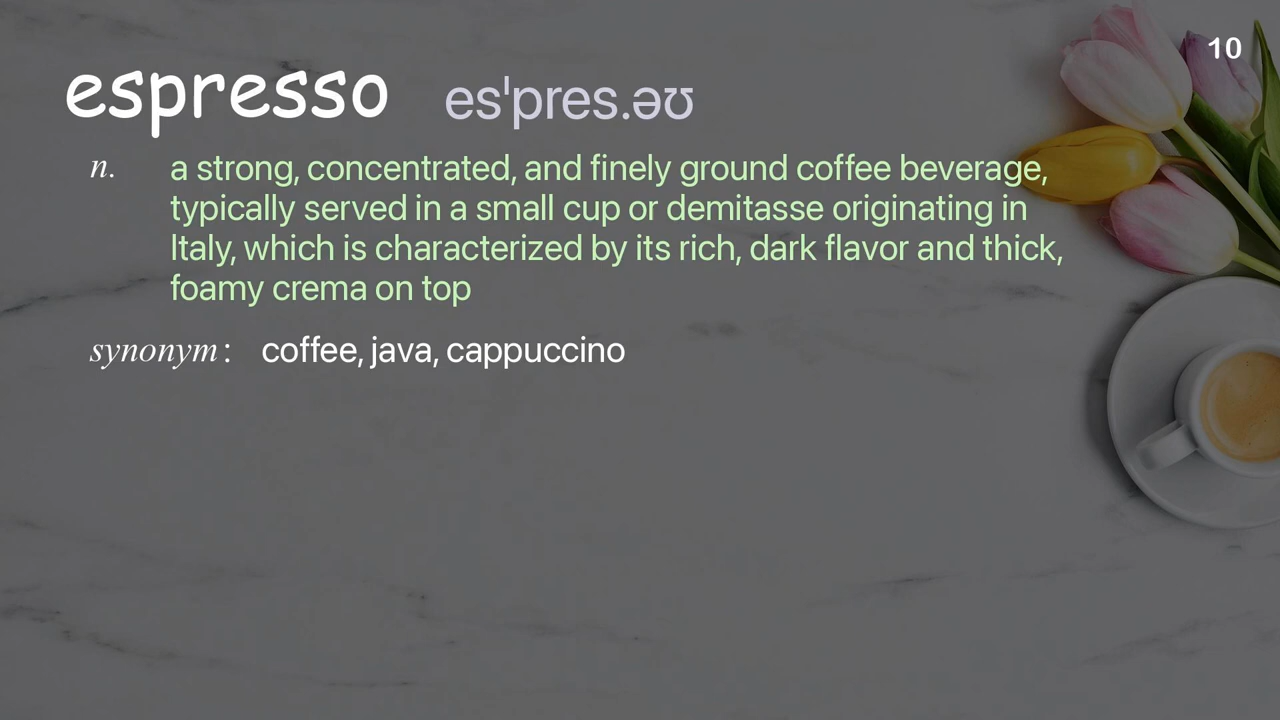 10
espresso esˈpres.əʊ
n. a strong, concentrated, and finely ground coffee beverage,
typically served in a small cup or demitasse originating in
Italy, which is characterized by its rich, dark flavor and thick,
foamy crema on top
synonym: coffee, java, cappuccino